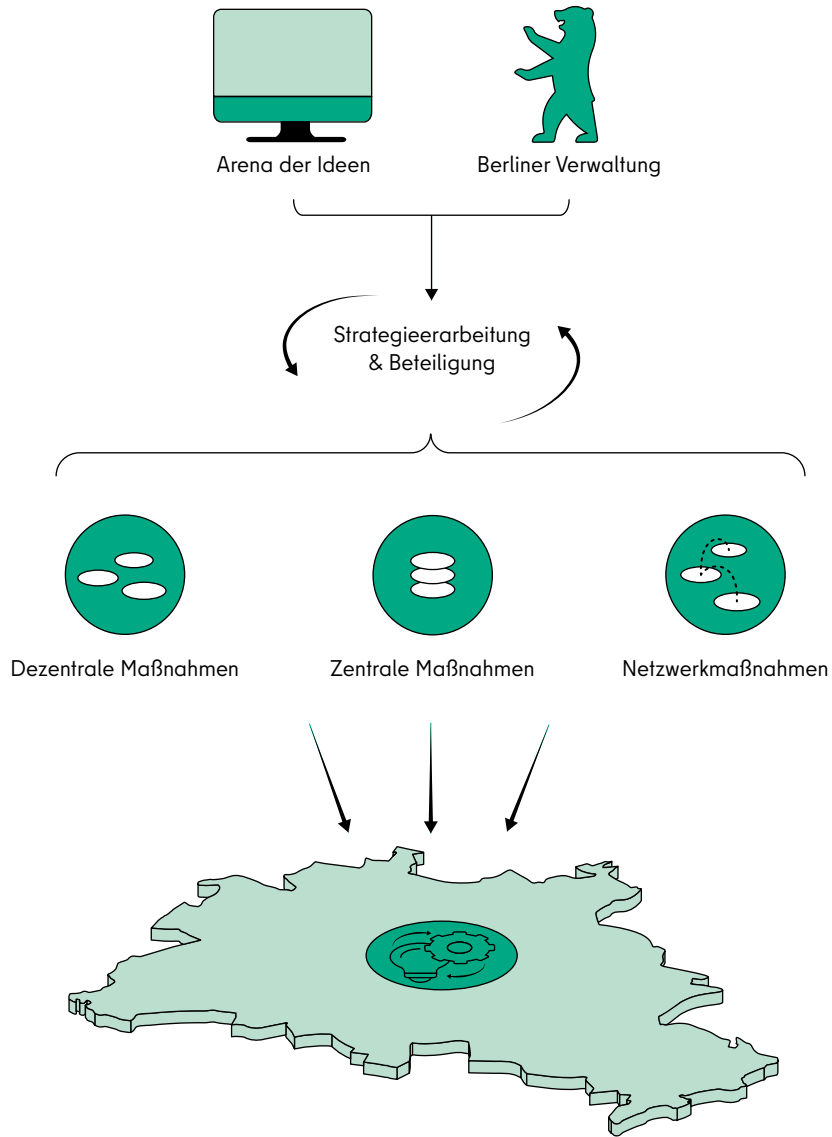 Arena der Ideen
Berliner Verwaltung
Strategieerarbeitung
& Beteiligung
Dezentrale Maßnahmen
Zentrale Maßnahmen
Netzwerkmaßnahmen